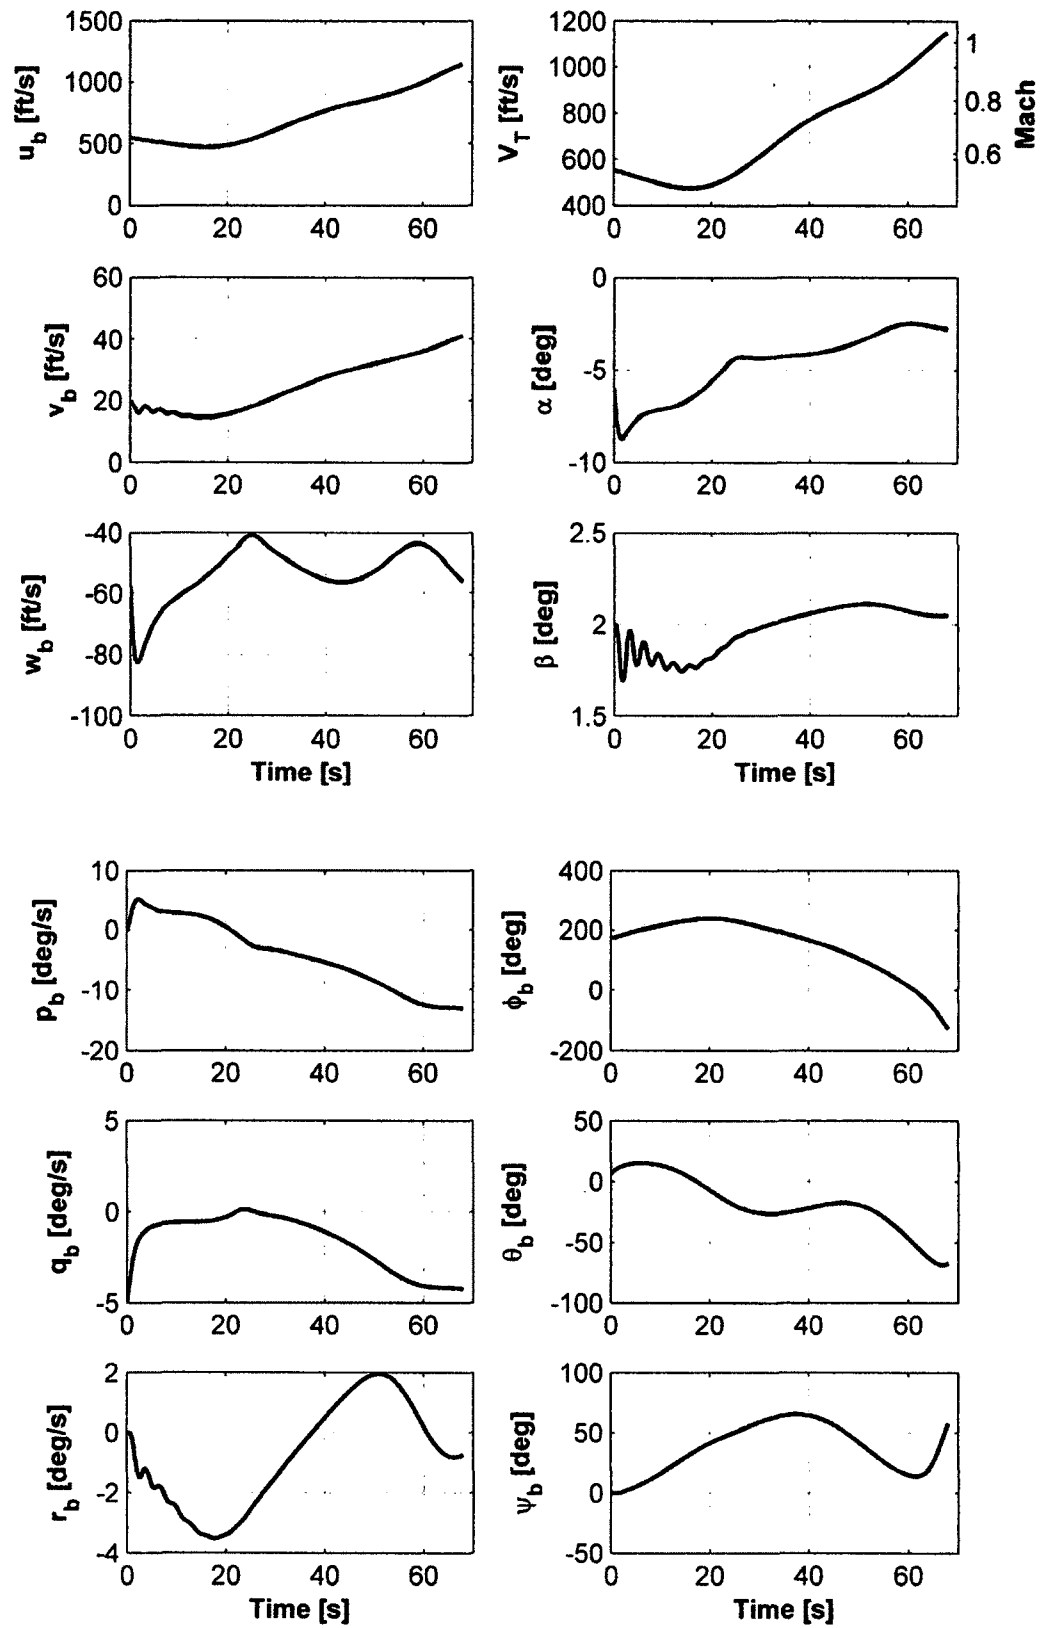 1500
1000
500
0
u_b [ft/s]
0 20 40 60
1200
1000
800
600
400
V_T [ft/s]
1
0.8
0.6
Mach
0 20 40 60
60
40
20
0
v_b [ft/s]
0 20 40 60
0
-5
-10
α [deg]
0 20 40 60
-40
-60
-80
-100
w_b [ft/s]
0 20 40 60
Time [s]
2.5
2
1.5
β [deg]
0 20 40 60
Time [s]
10
0
-10
-20
p_b [deg/s]
0 20 40 60
400
200
0
-200
ϕ_b [deg]
0 20 40 60
5
0
-5
q_b [deg/s]
0 20 40 60
50
0
-50
-100
θ_b [deg]
0 20 40 60
2
0
-2
-4
r_b [deg/s]
0 20 40 60
Time [s]
100
50
0
-50
ψ_b [deg]
0 20 40 60
Time [s]